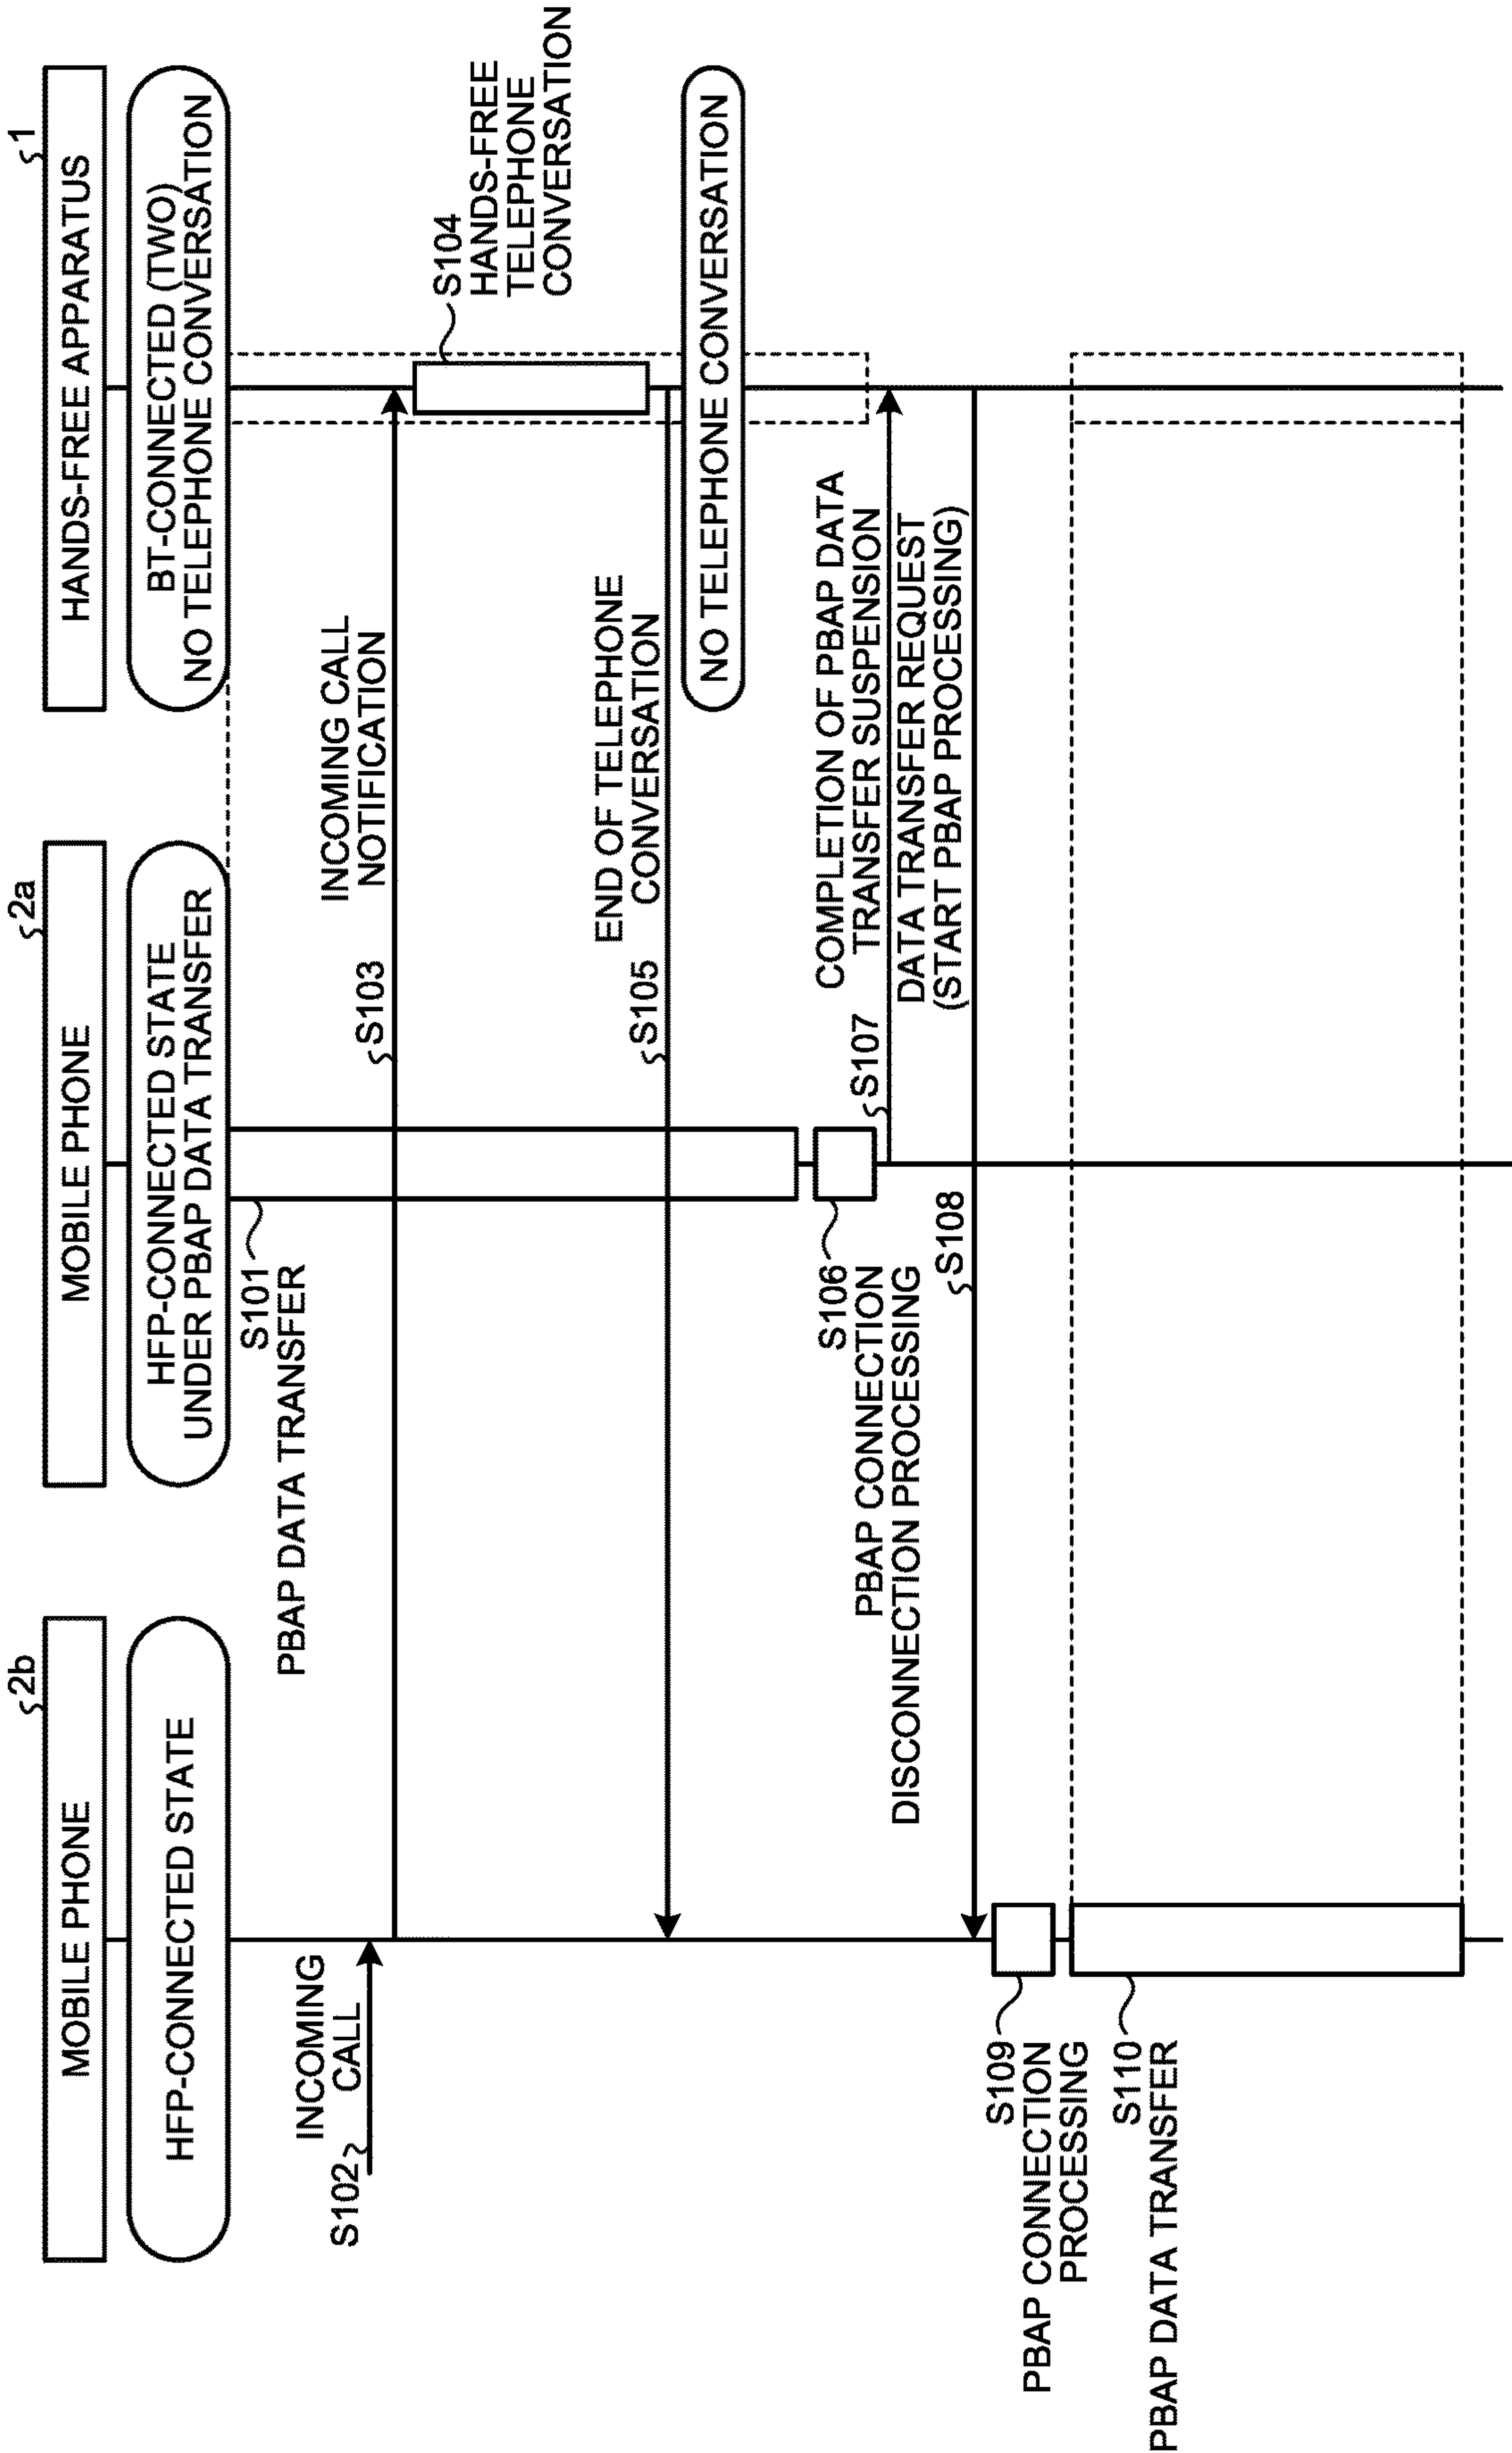 2b
MOBILE PHONE
HFP-CONNECTED STATE
2a
MOBILE PHONE
HFP-CONNECTED STATE
UNDER PBAP DATA TRANSFER
1
HANDS-FREE APPARATUS
BT-CONNECTED (TWO)
NO TELEPHONE CONVERSATION
S101
PBAP DATA TRANSFER
INCOMING
S102 CALL
INCOMING CALL
S103 NOTIFICATION
S104
HANDS-FREE
TELEPHONE
CONVERSATION
END OF TELEPHONE
S105 CONVERSATION
NO TELEPHONE CONVERSATION
S106
PBAP CONNECTION
DISCONNECTION PROCESSING
COMPLETION OF PBAP DATA
S107 TRANSFER SUSPENSION
DATA TRANSFER REQUEST
S108 (START PBAP PROCESSING)
S109
PBAP CONNECTION
PROCESSING
S110
PBAP DATA TRANSFER